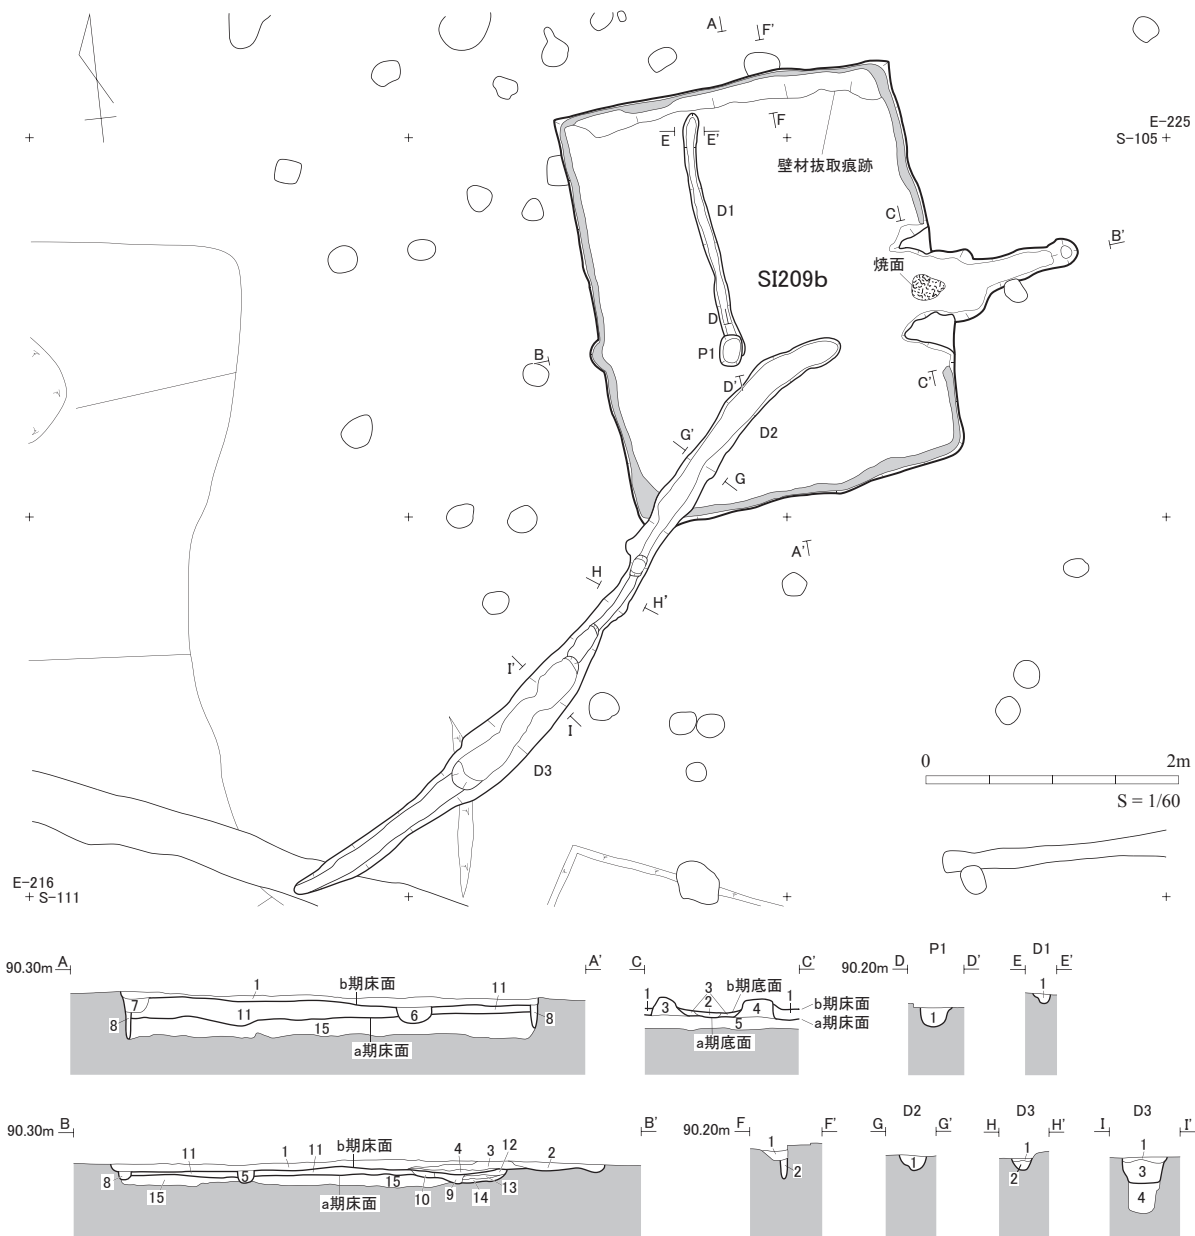 A
F'
E-225
S-105
F
E
E'
壁材抜取痕跡
D1
C
B'
焼面
SI209b
D
P1
B
D'
C'
D2
G'
G
A'
H
H'
I'
I
D3
0
2m
S = 1/60
E-216
S-111
90.30m A
A'
1
b期床面
11
7
8
11
15
6
8
a期床面
C
C'
3
b期底面
1
3
2
4
1
b期床面
a期床面
5
a期底面
P1
90.20m D
D'
1
D1
E
E'
1
90.30m B
B'
11
1
11
b期床面
4
3
12
2
8
15
5
a期床面
15
10
9
14
13
90.20m F
F'
1
2
D2
G
G'
1
D3
H
H'
1
2
D3
I
I'
1
3
4